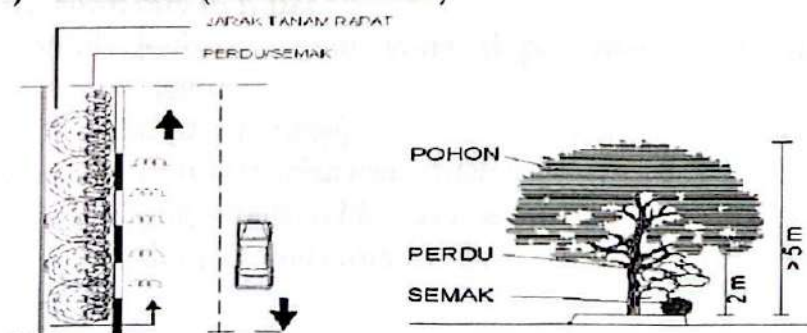 JARAK TANAM RAPAT
PERDU/SEMAK
POHON
PERDU
SEMAK
2 m
>5 m